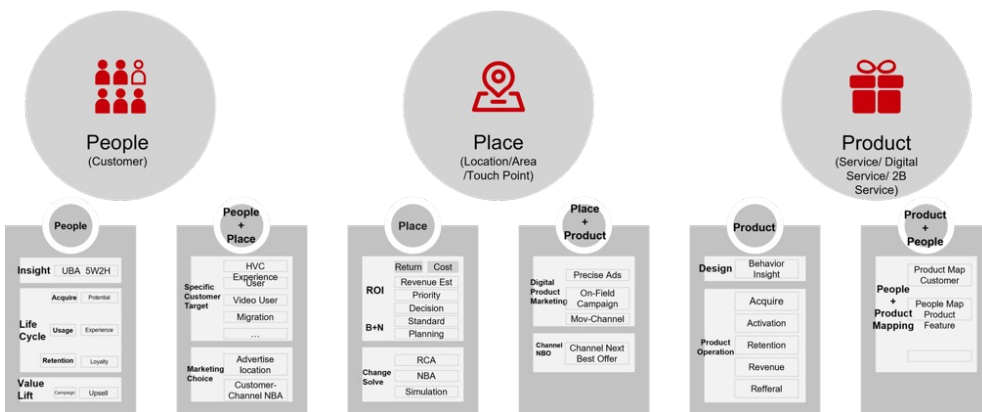 People
(Customer)
Place
(Location/Area
/Touch Point)
Product
(Service/ Digital
Service/ 2B
Service)
People
Insight
UBA 5W2H
Life
Cycle
Acquire
Potential
Usage
Experience
Retention
Loyalty
Value
Lift
Campaign
Upsell
People
+
Place
Specific
Customer
Target
HVC
Experience
User
Video User
Migration
...
Marketing
Choice
Advertise
location
Customer-
Channel NBA
Place
Return
Cost
ROI
B+N
Revenue Est
Priority
Decision
Standard
Planning
Change
Solve
RCA
NBA
Simulation
Place
+
Product
Digital
Product
Marketing
Precise Ads
On-Field
Campaign
Mov-Channel
Channel
NBO
Channel Next
Best Offer
Product
Design
Behavior
Insight
Product
Operation
Acquire
Activation
Retention
Revenue
Refferal
Product
+
People
People
+
Product
Mapping
Product Map
Customer
People Map
Product
Feature